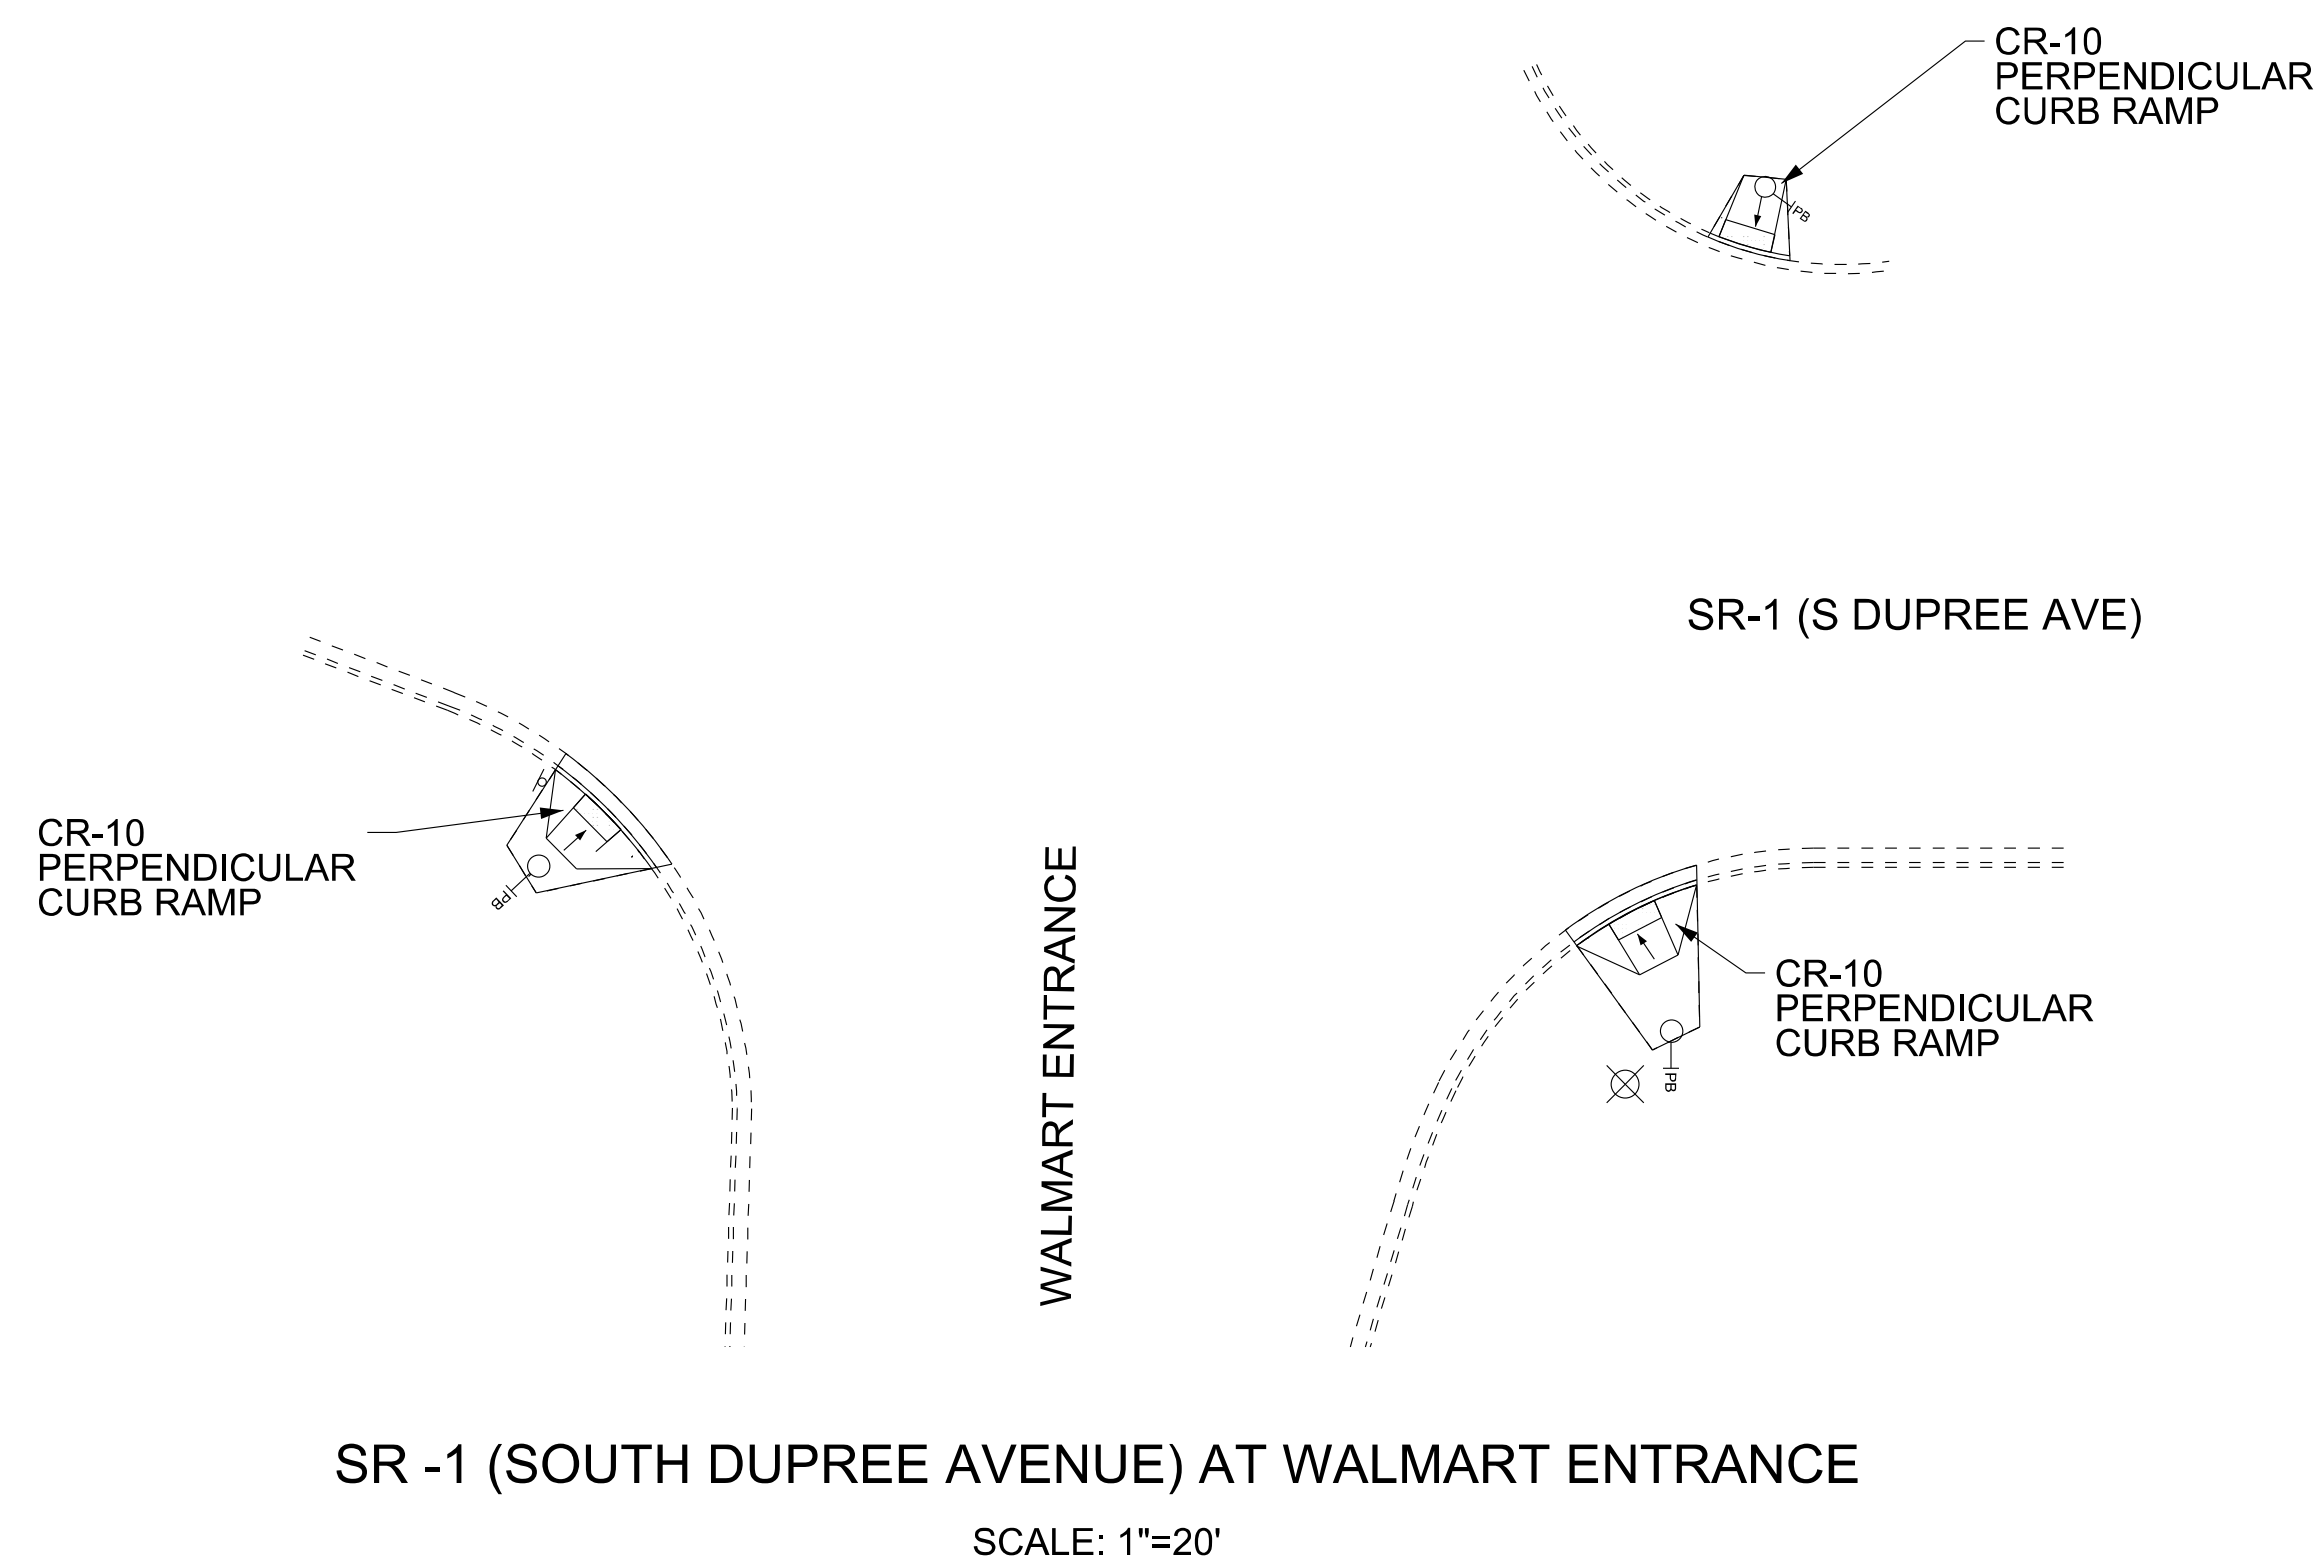 CR-10
PERPENDICULAR
CURB RAMP
PB
SR-1 (S DUPREE AVE)
CR-10
PERPENDICULAR
CURB RAMP
PB
WALMART ENTRANCE
CR-10
PERPENDICULAR
CURB RAMP
PB
SR -1 (SOUTH DUPREE AVENUE) AT WALMART ENTRANCE
SCALE: 1"=20'